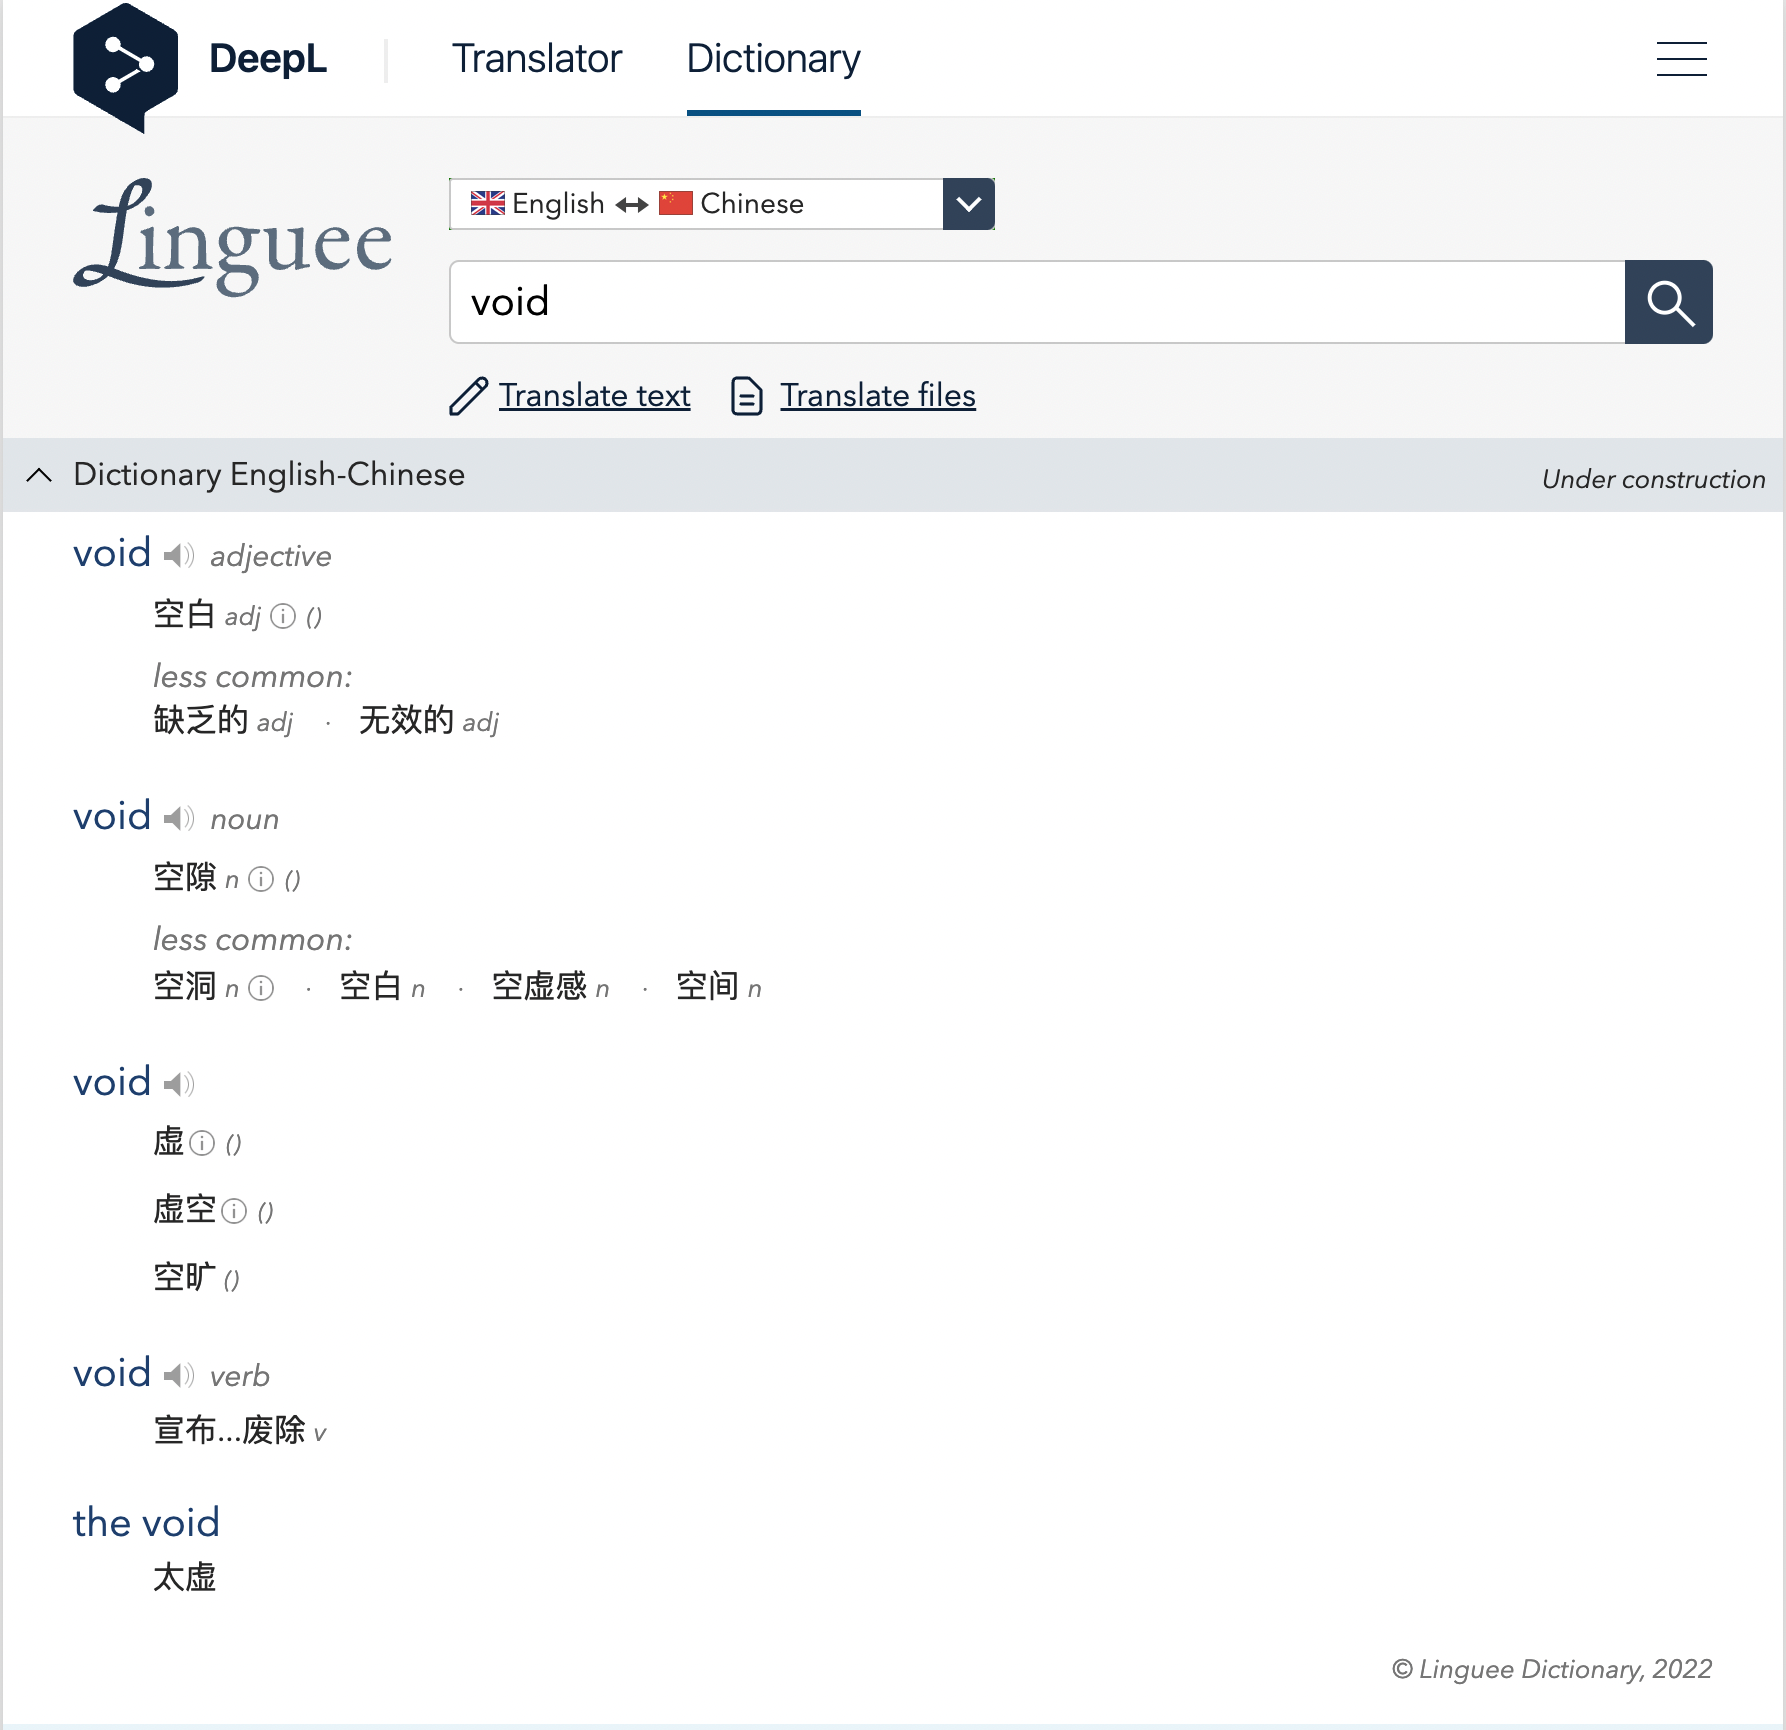 DeepL Translator Dictionary
Linguee
English ↔ Chinese
void
Translate text Translate files
Dictionary English-Chinese Under construction
void adjective
空白 adj ⓘ ()
less common:
缺乏的 adj · 无效的 adj
void noun
空隙 n ⓘ ()
less common:
空洞 n ⓘ · 空白 n · 空虚感 n · 空间 n
void
虚 ⓘ ()
虚空 ⓘ ()
空旷 ()
void verb
宣布...废除 v
the void
太虚
© Linguee Dictionary, 2022